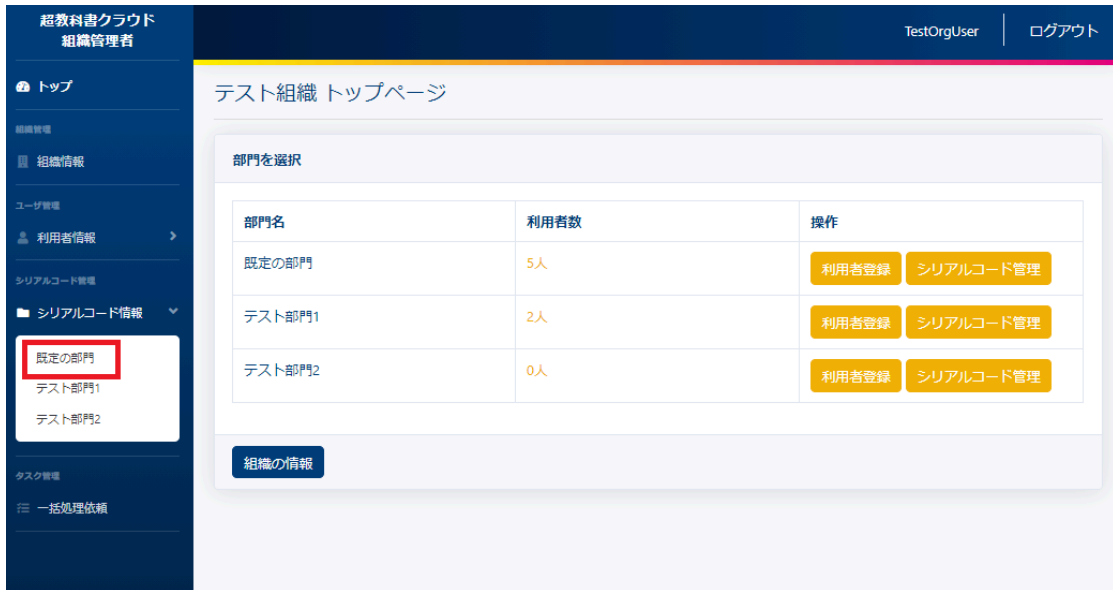 超教科書クラウド
組織管理者
TestOrgUser
ログアウト
トップ
組織管理
組織情報
ユーザ管理
利用者情報
シリアルコード管理
シリアルコード情報
既定の部門
テスト部門1
テスト部門2
タスク管理
一括処理依頼
テスト組織 トップページ
部門を選択
部門名 利用者数 操作
既定の部門 5人 利用者登録 シリアルコード管理
テスト部門1 2人 利用者登録 シリアルコード管理
テスト部門2 0人 利用者登録 シリアルコード管理
組織の情報